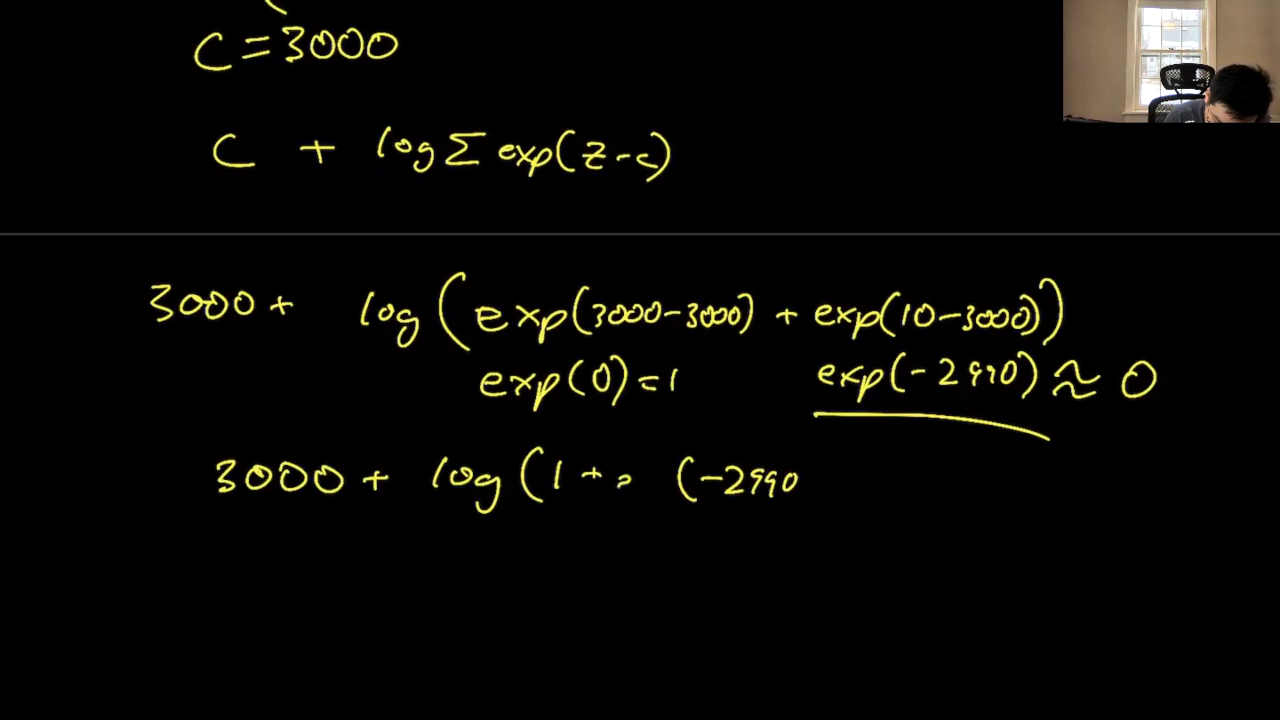 C=3000
C + log Σ exp(z-c)
3000 + log(exp(3000-3000) + exp(10-3000))
exp(0)=1 exp(-2990) ≈ 0
3000 + log(1 + (-2990